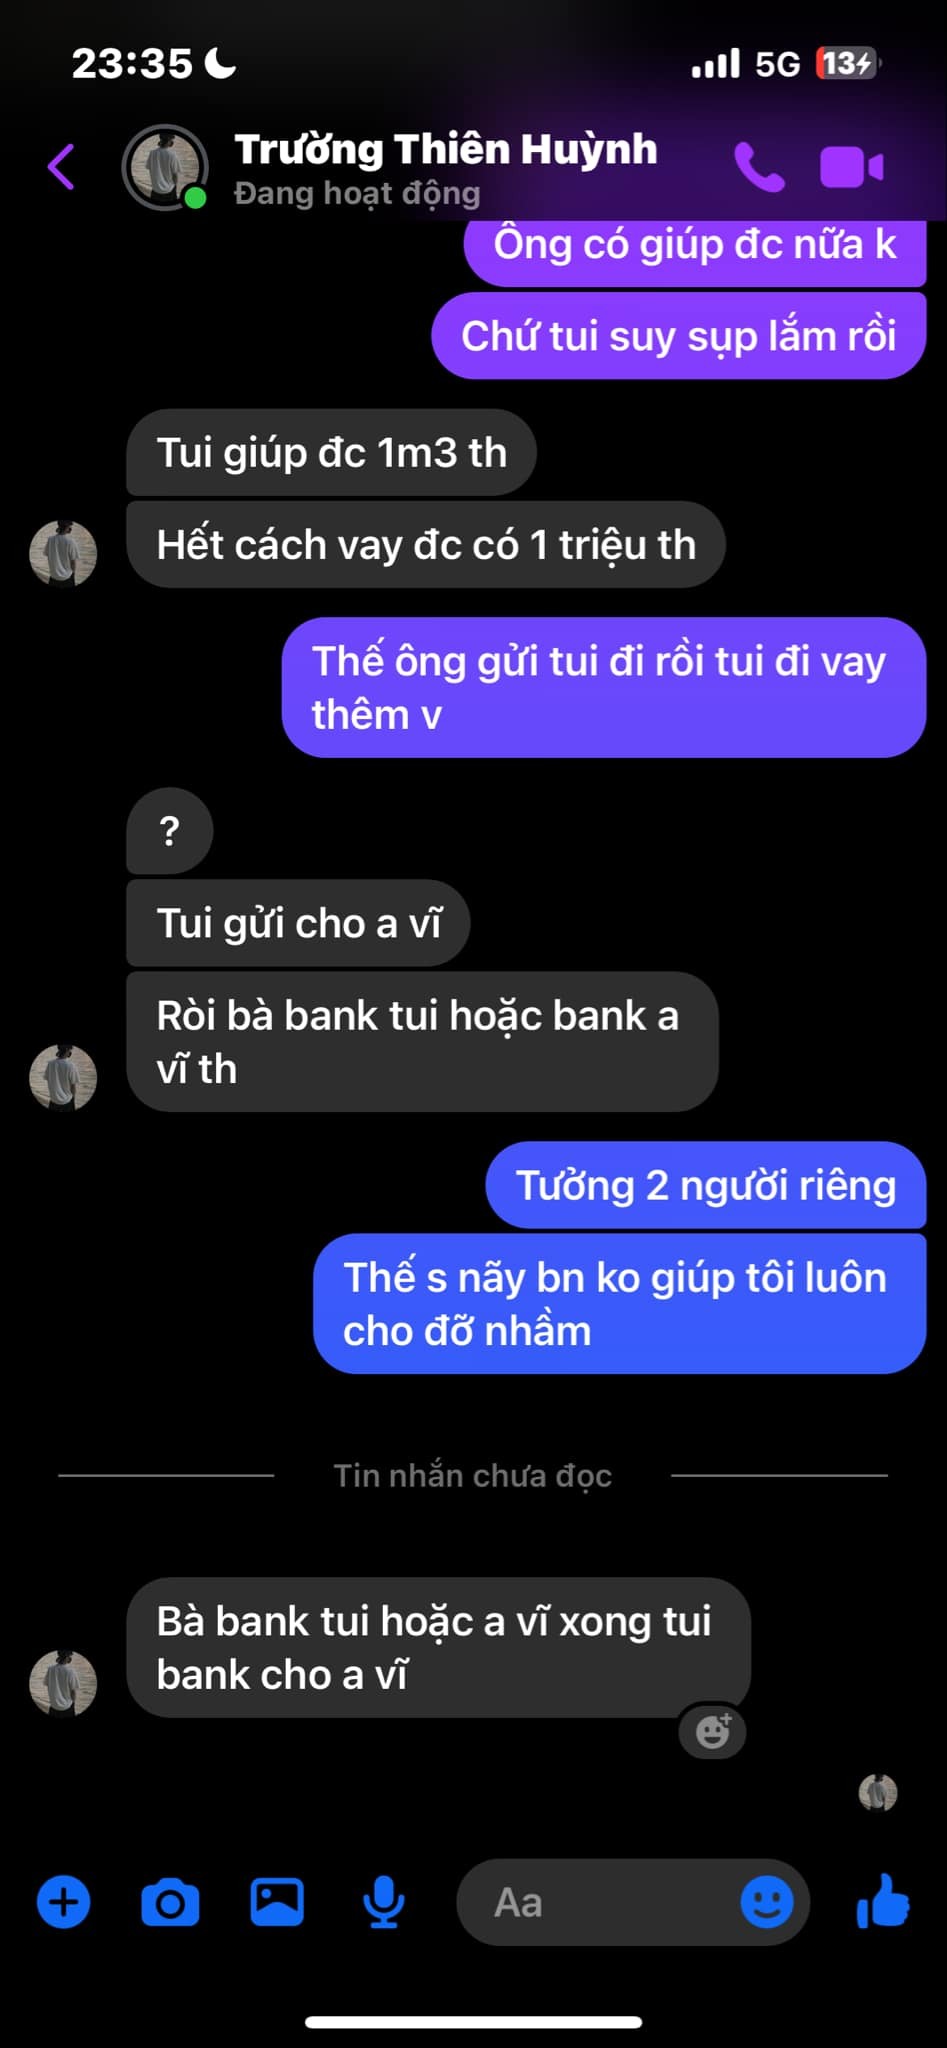 23:35
5G
13
Trường Thiên Huỳnh
Đang hoạt động
Ông có giúp đc nữa k
Chứ tui suy sụp lắm rồi
Tui giúp đc 1m3 th
Hết cách vay đc có 1 triệu th
Thế ông gửi tui đi rồi tui đi vay
thêm v
?
Tui gửi cho a vĩ
Ròi bà bank tui hoặc bank a
vĩ th
Tưởng 2 người riêng
Thế s nãy bn ko giúp tôi luôn
cho đỡ nhầm
Tin nhắn chưa đọc
Bà bank tui hoặc a vĩ xong tui
bank cho a vĩ
Aa